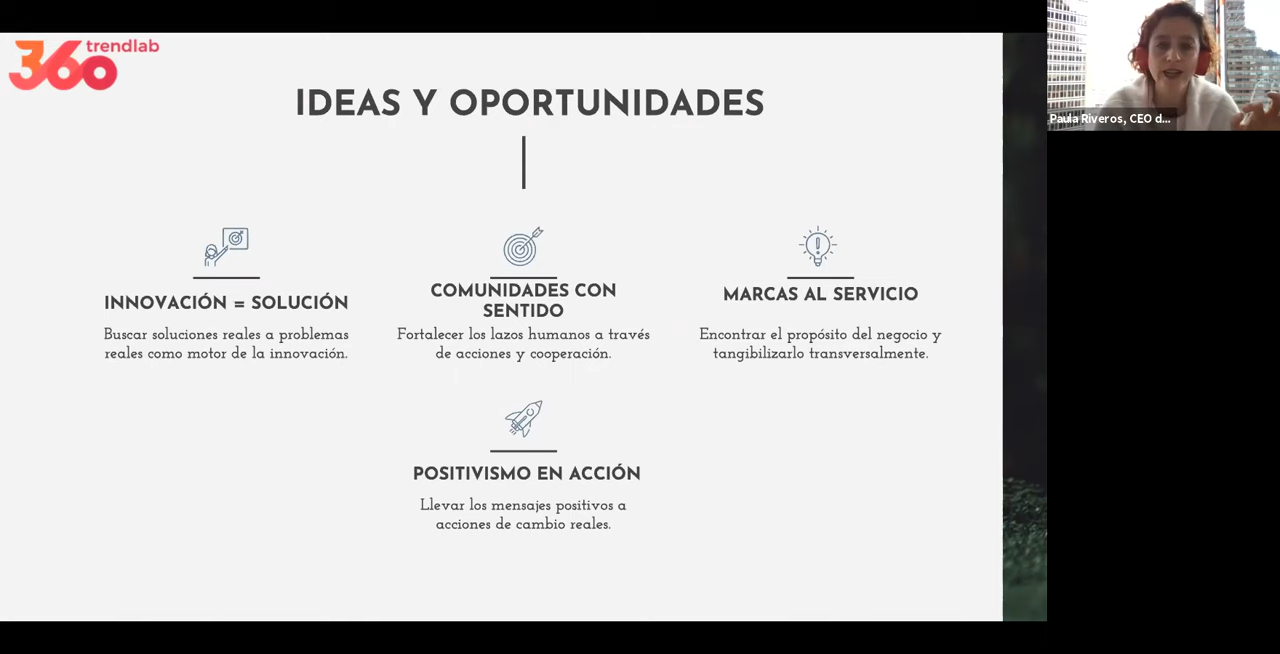 trendlab
360
Paula Riveros, CEO d...
IDEAS Y OPORTUNIDADES
INNOVACIÓN = SOLUCIÓN
Buscar soluciones reales a problemas
reales como motor de la innovación.
COMUNIDADES CON
SENTIDO
Fortalecer los lazos humanos a través
de acciones y cooperación.
MARCAS AL SERVICIO
Encontrar el propósito del negocio y
tangibilizarlo transversalmente.
POSITIVISMO EN ACCIÓN
Llevar los mensajes positivos a
acciones de cambio reales.